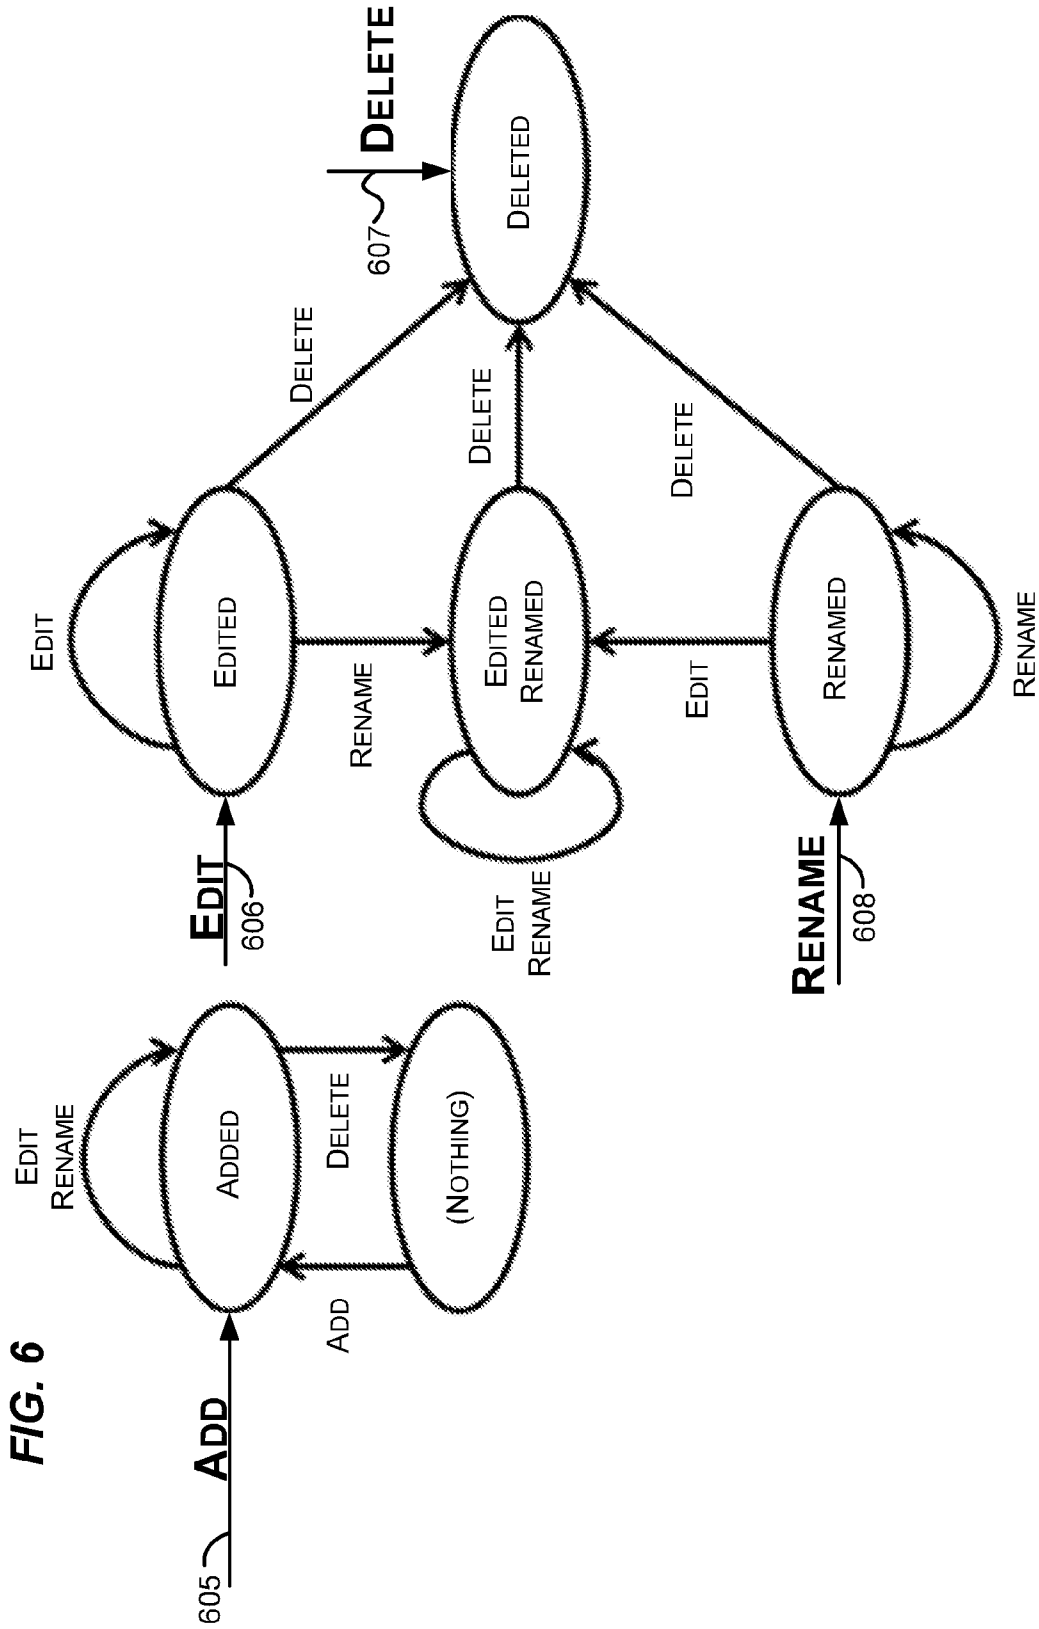 FIG. 6
605
ADD
EDIT
RENAME
ADDED
ADD
DELETE
(NOTHING)
EDIT
606
EDIT
EDITED
RENAME
DELETE
EDIT
RENAME
EDITED
RENAMED
DELETE
RENAME
608
EDIT
RENAMED
RENAME
DELETE
607
DELETE
DELETED